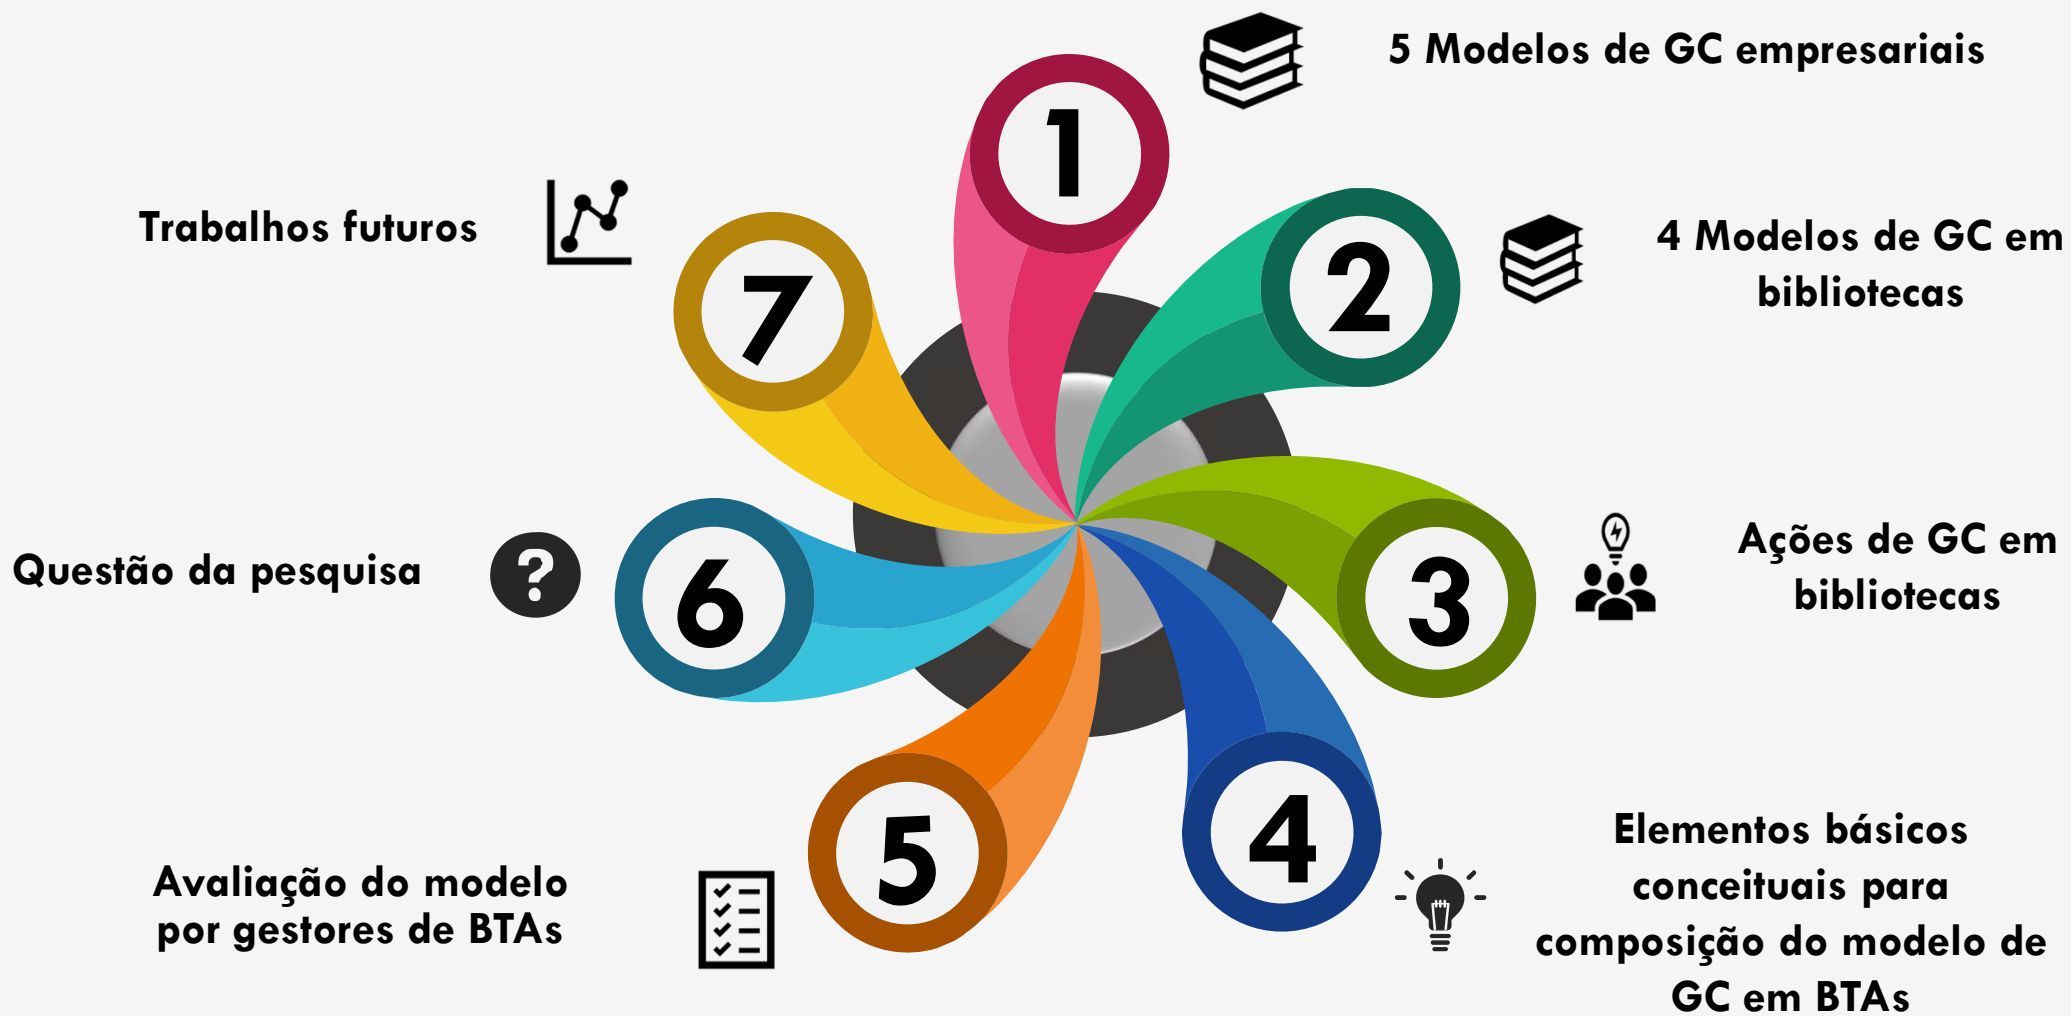 1
5 Modelos de GC empresariais
2
4 Modelos de GC em
bibliotecas
3
Ações de GC em
bibliotecas
4
Elementos básicos
conceituais para
composição do modelo de
GC em BTAs
5
Avaliação do modelo
por gestores de BTAs
6
?
Questão da pesquisa
7
Trabalhos futuros